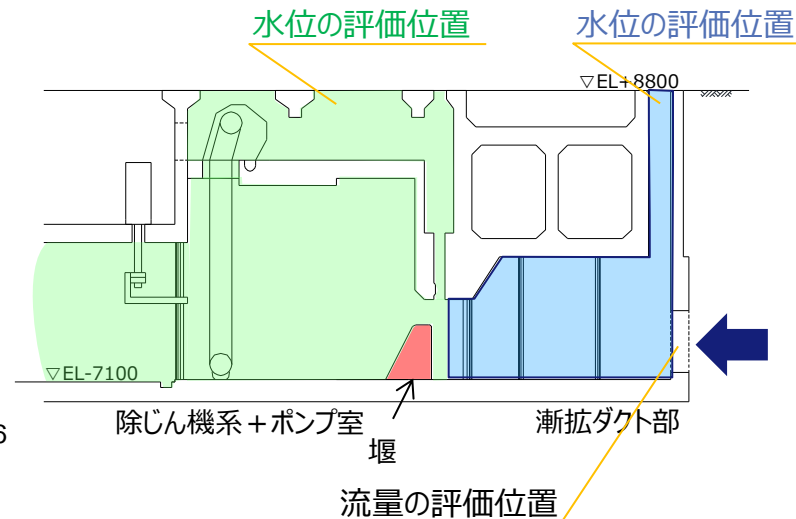 水位の評価位置
水位の評価位置
▽EL+8800
▽EL-7100
6
除じん機系＋ポンプ室
漸拡ダクト部
堰
流量の評価位置